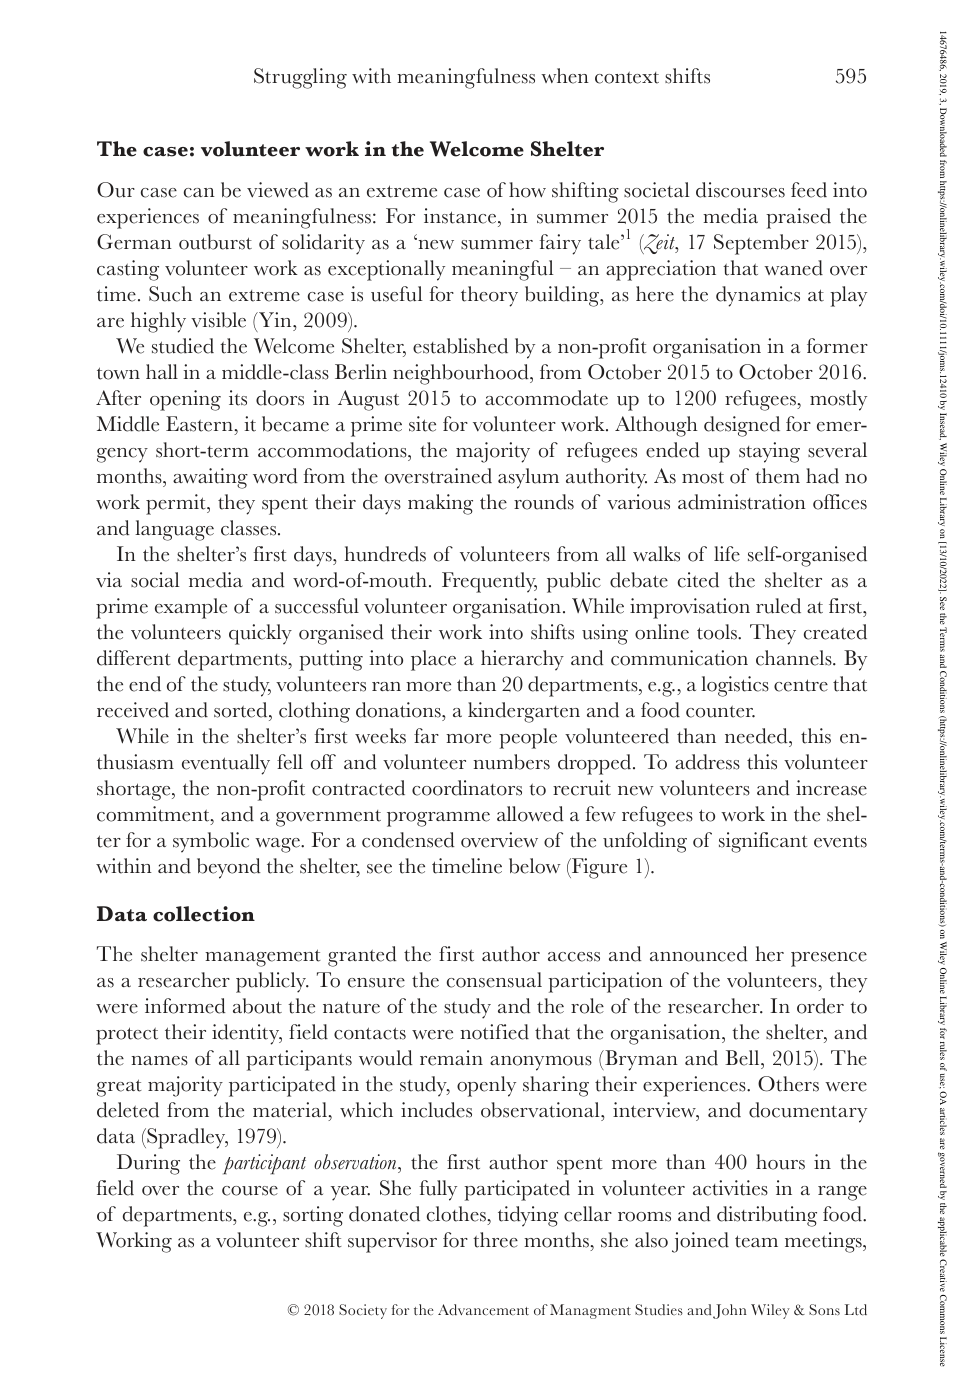 Struggling with meaningfulness when context shifts 595
The case: volunteer work in the Welcome Shelter
Our case can be viewed as an extreme case of how shifting societal discourses feed into
experiences of meaningfulness: For instance, in summer 2015 the media praised the
German outburst of solidarity as a ‘new summer fairy tale’1 (Zeit, 17 September 2015),
casting volunteer work as exceptionally meaningful – an appreciation that waned over
time. Such an extreme case is useful for theory building, as here the dynamics at play
are highly visible (Yin, 2009).
We studied the Welcome Shelter, established by a non-profit organisation in a former
town hall in a middle-class Berlin neighbourhood, from October 2015 to October 2016.
After opening its doors in August 2015 to accommodate up to 1200 refugees, mostly
Middle Eastern, it became a prime site for volunteer work. Although designed for emer-
gency short-term accommodations, the majority of refugees ended up staying several
months, awaiting word from the overstrained asylum authority. As most of them had no
work permit, they spent their days making the rounds of various administration offices
and language classes.
In the shelter’s first days, hundreds of volunteers from all walks of life self-organised
via social media and word-of-mouth. Frequently, public debate cited the shelter as a
prime example of a successful volunteer organisation. While improvisation ruled at first,
the volunteers quickly organised their work into shifts using online tools. They created
different departments, putting into place a hierarchy and communication channels. By
the end of the study, volunteers ran more than 20 departments, e.g., a logistics centre that
received and sorted, clothing donations, a kindergarten and a food counter.
While in the shelter’s first weeks far more people volunteered than needed, this en-
thusiasm eventually fell off and volunteer numbers dropped. To address this volunteer
shortage, the non-profit contracted coordinators to recruit new volunteers and increase
commitment, and a government programme allowed a few refugees to work in the shel-
ter for a symbolic wage. For a condensed overview of the unfolding of significant events
within and beyond the shelter, see the timeline below (Figure 1).
Data collection
The shelter management granted the first author access and announced her presence
as a researcher publicly. To ensure the consensual participation of the volunteers, they
were informed about the nature of the study and the role of the researcher. In order to
protect their identity, field contacts were notified that the organisation, the shelter, and
the names of all participants would remain anonymous (Bryman and Bell, 2015). The
great majority participated in the study, openly sharing their experiences. Others were
deleted from the material, which includes observational, interview, and documentary
data (Spradley, 1979).
During the participant observation, the first author spent more than 400 hours in the
field over the course of a year. She fully participated in volunteer activities in a range
of departments, e.g., sorting donated clothes, tidying cellar rooms and distributing food.
Working as a volunteer shift supervisor for three months, she also joined team meetings,
© 2018 Society for the Advancement of Managment Studies and John Wiley & Sons Ltd
14676486, 2019, 3, Downloaded from https://onlinelibrary.wiley.com/doi/10.1111/joms.12410 by Insead, Wiley Online Library on [13/10/2022]. See the Terms and Conditions (https://onlinelibrary.wiley.com/terms-and-conditions) on Wiley Online Library for rules of use; OA articles are governed by the applicable Creative Commons License